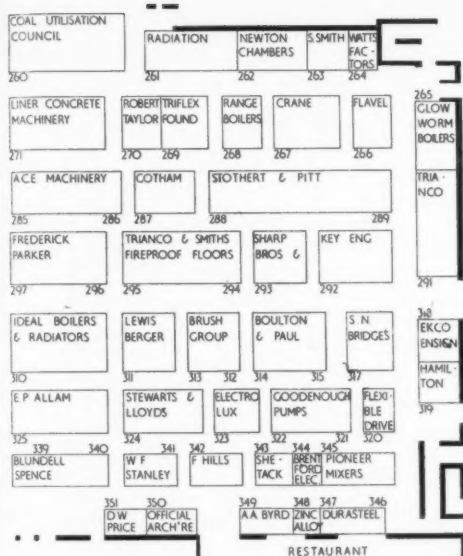 COAL UTILISATION
COUNCIL
260
RADIATION
261
NEWTON
CHAMBERS
262
S.SMITH
263
WATTS
FAC-
TORS
264
LINER CONCRETE
MACHINERY
271
ROBERT
TAYLOR
270
TRIFLEX
FOUND
269
RANGE
BOILERS
268
CRANE
267
FLAVEL
266
265
GLOW
WORM
BOILERS
TRIA-
NCO
291
ACE MACHINERY
285 286
GOTHAM
287
STOTHERT & PITT
288 289
FREDERICK
PARKER
297 296
TRIANCO & SMITHS
FIREPROOF FLOORS
295 294
SHARP
BROS &
293
KEY ENG
292
IDEAL BOILERS
& RADIATORS
310
LEWIS
BERGER
311
BRUSH
GROUP
313 312
BOULTON
& PAUL
314 315
S.N.
BRIDGES
317
318
EKCO
ENSIGN
HAMIL-
TON
319
E P ALLAM
325
STEWARTS &
LLOYDS
324
ELECTRO
LUX
323
GOODENOUGH
PUMPS
322 321
FLEXI-
BLE
DRIVE
320
339 340
BLUNDELL
SPENCE
341
W F
STANLEY
342
F HILLS
343
SHE-
TACK
344
BRENT
FORD
ELEC.
345
PIONEER
MIXERS
351
D W
PRICE
350
OFFICIAL
ARCH'RE
349
A A BYRD
348
ZINC
ALLOY
347 346
DURASTEEL
RESTAURANT